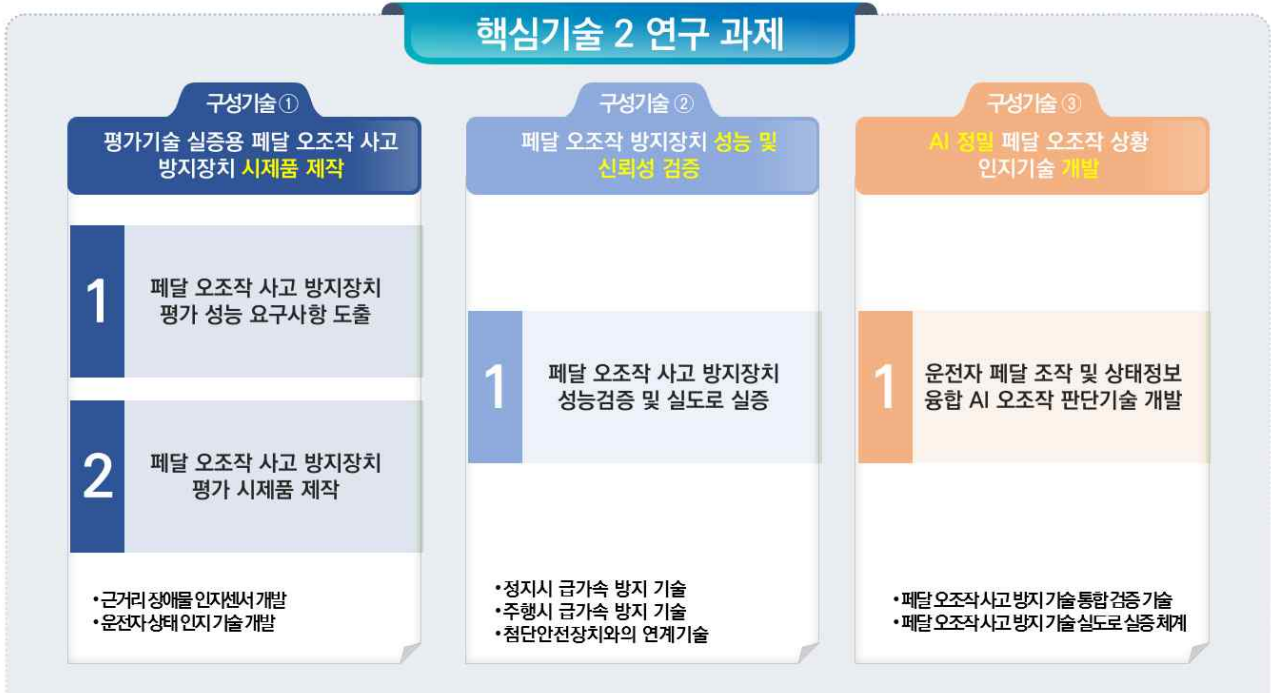 핵심기술 2 연구 과제
구성기술 ①
평가기술 실증용 페달 오조작 사고
방지장치 시제품 제작
1
페달 오조작 사고 방지장치
평가 성능 요구사항 도출
2
페달 오조작 사고 방지장치
평가 시제품 제작
•근거리 장애물 인지센서 개발
•운전자 상태 인지 기술 개발
구성기술 ②
페달 오조작 방지장치 성능 및
신뢰성 검증
1
페달 오조작 사고 방지장치
성능검증 및 실도로 실증
•정지시 급가속 방지 기술
•주행시 급가속 방지 기술
•첨단안전장치와의 연계기술
구성기술 ③
AI 정밀 페달 오조작 상황
인지기술 개발
1
운전자 페달 조작 및 상태정보
융합 AI 오조작 판단기술 개발
•페달 오조작 사고 방지 기술 통합 검증 기술
•페달 오조작 사고 방지 기술 실도로 실증 체계